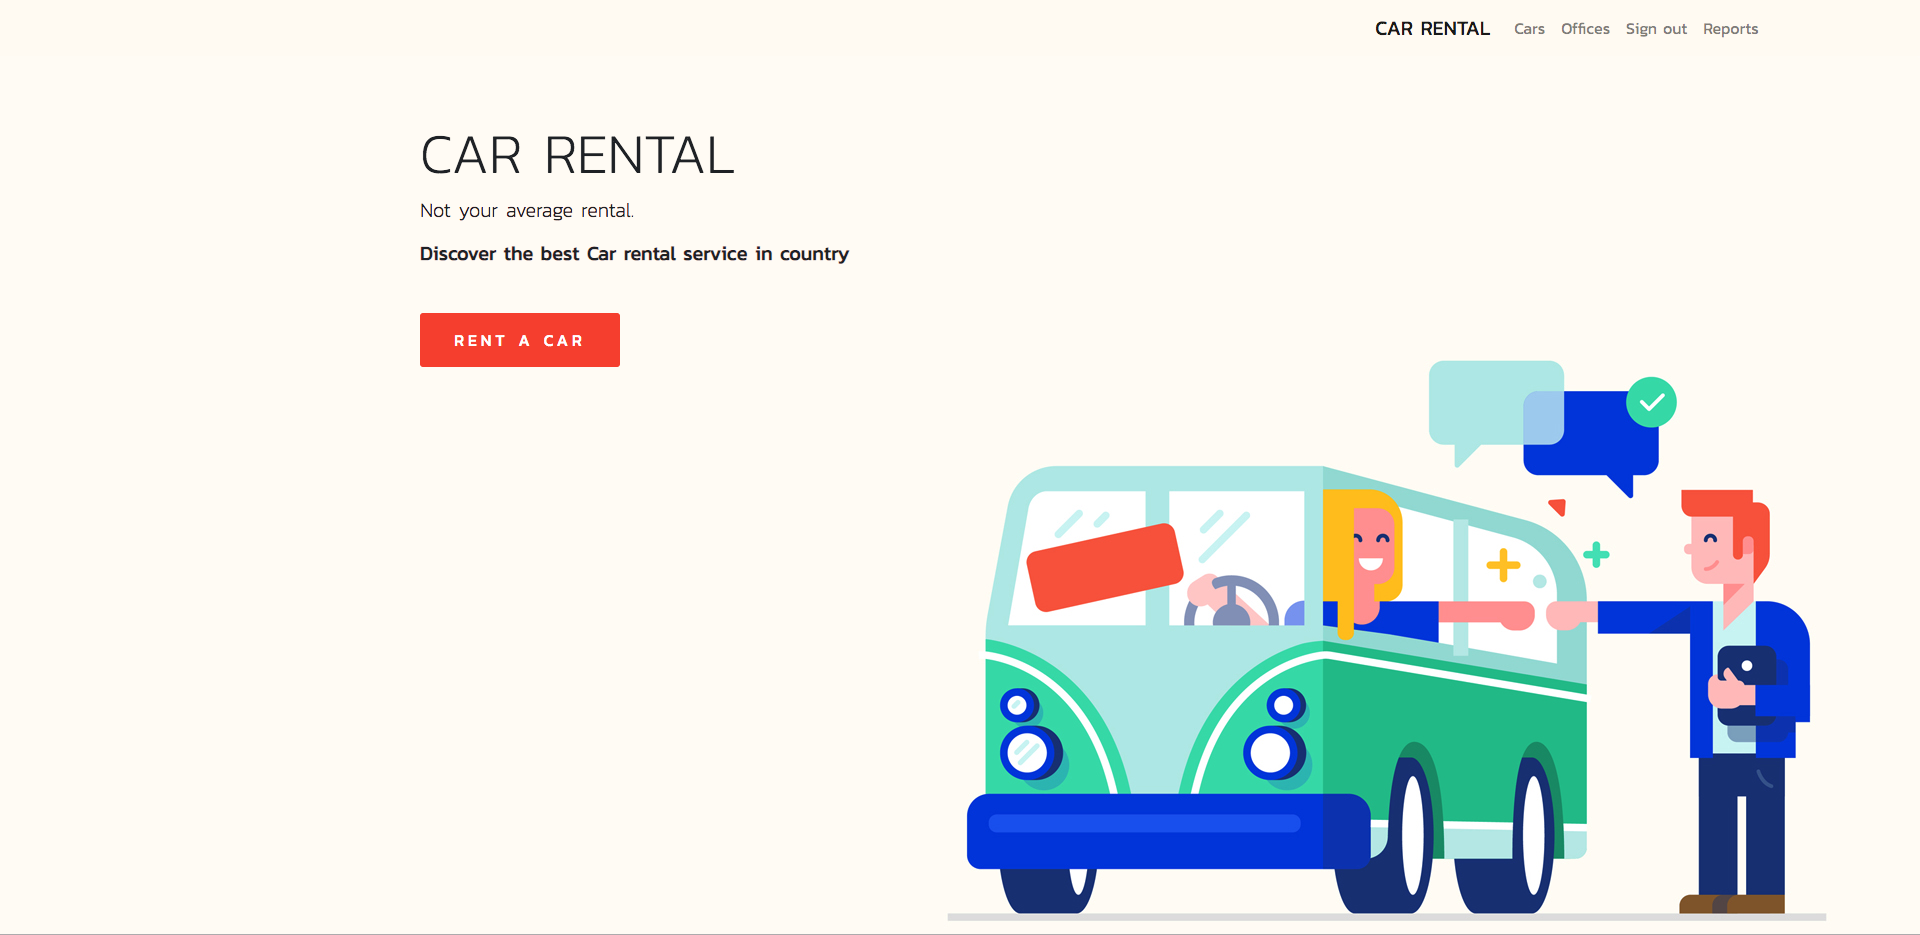 CAR RENTAL Cars Offices Sign out Reports
CAR RENTAL
Not your average rental.
Discover the best Car rental service in country
RENT A CAR